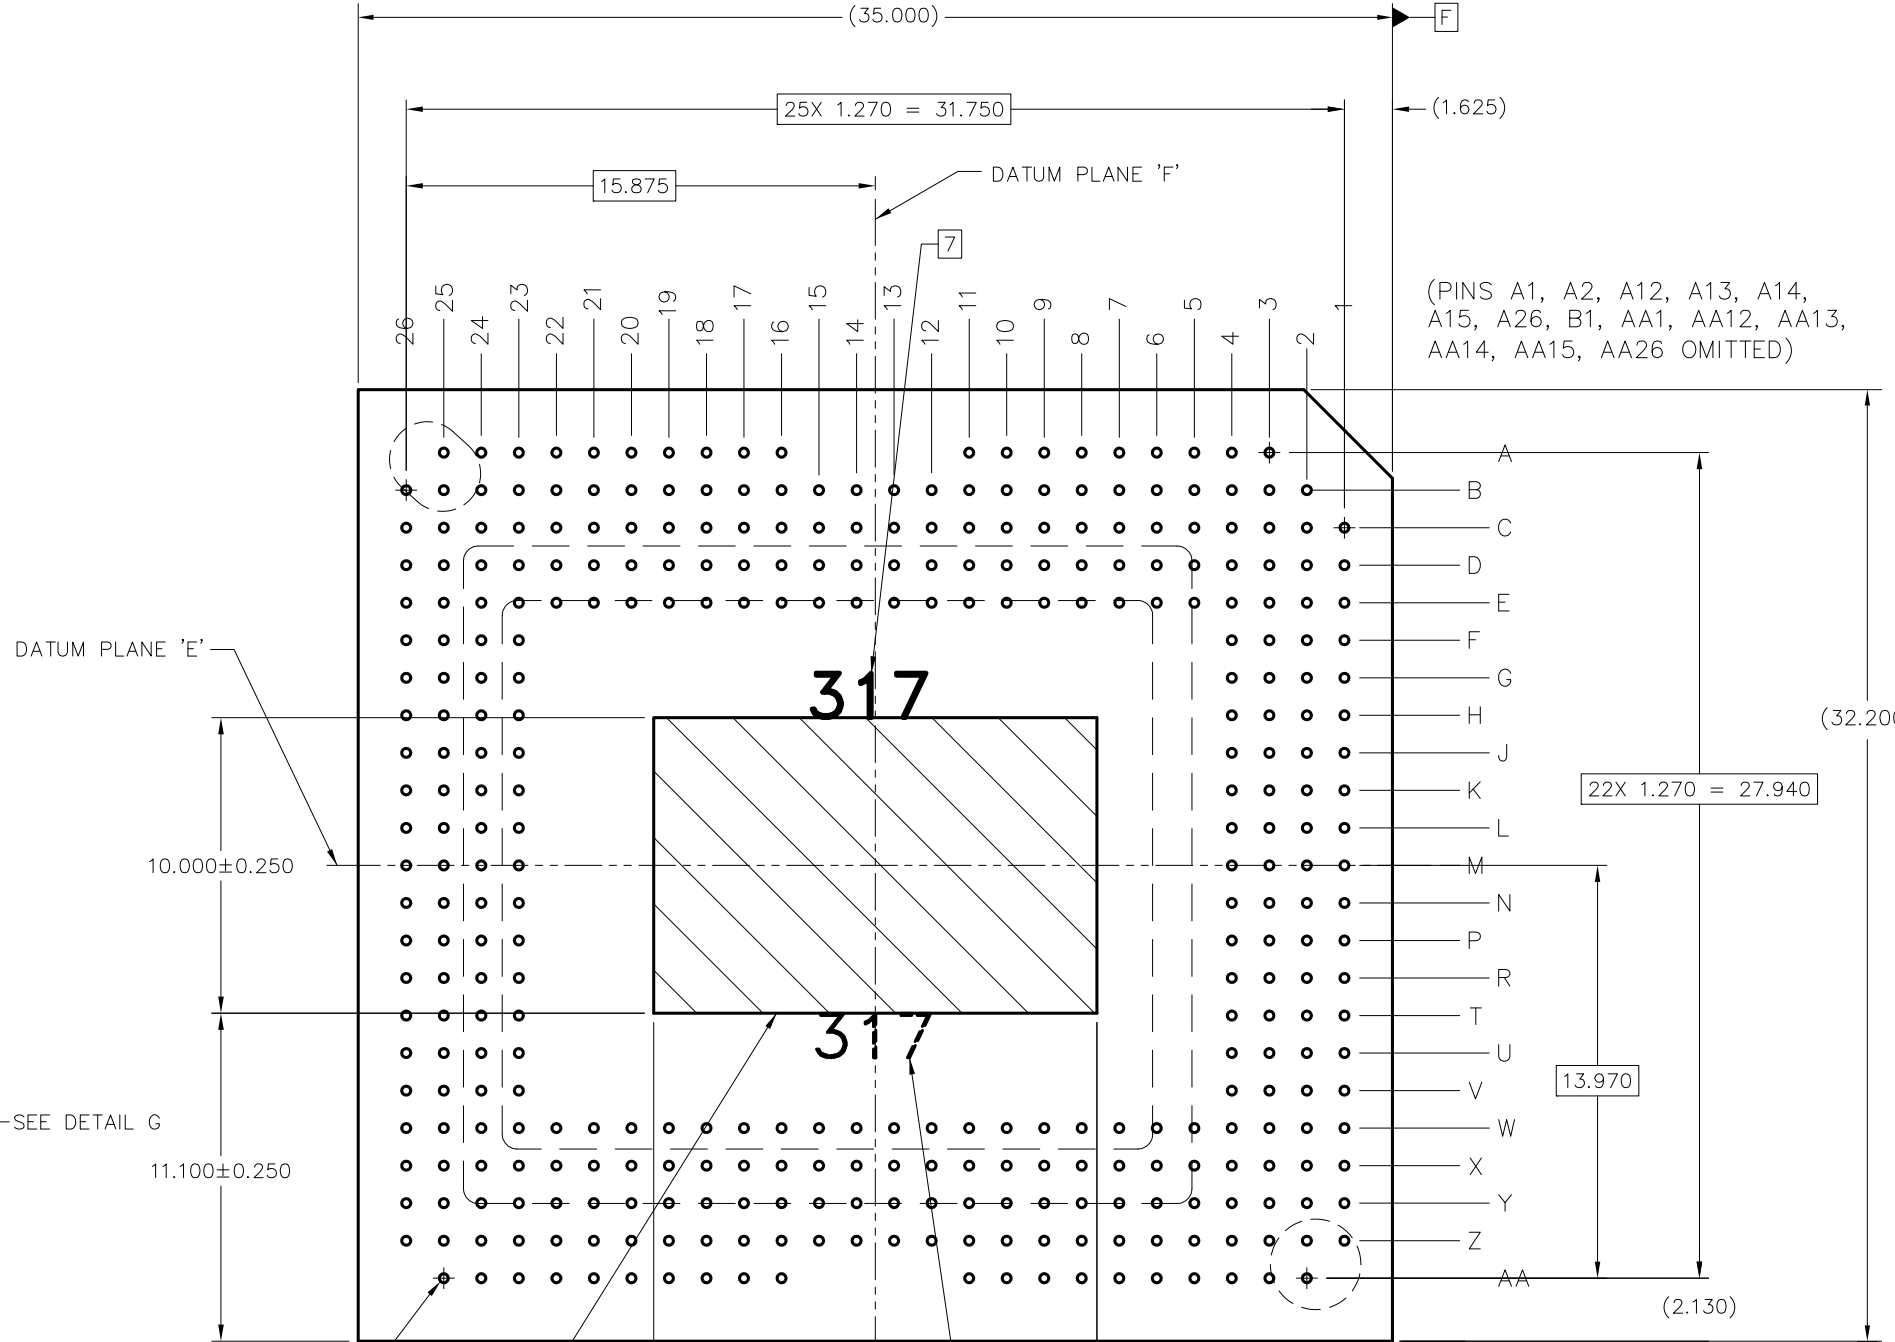 (35.000)
F
25X 1.270 = 31.750
(1.625)
15.875
DATUM PLANE 'F'
7
(PINS A1, A2, A12, A13, A14,
A15, A26, B1, AA1, AA12, AA13,
AA14, AA15, AA26 OMITTED)
26 25 24 23 22 21 20 19 18 17 16 15 14 13 12 11 10 9 8 7 6 5 4 3 2 1
A
B
C
D
E
DATUM PLANE 'E'
F
G
317
H
(32.200
J
22X 1.270 = 27.940
K
L
10.000±0.250
M
N
P
R
T
317
U
13.970
V
SEE DETAIL G
W
11.100±0.250
X
Y
Z
AA
(2.130)